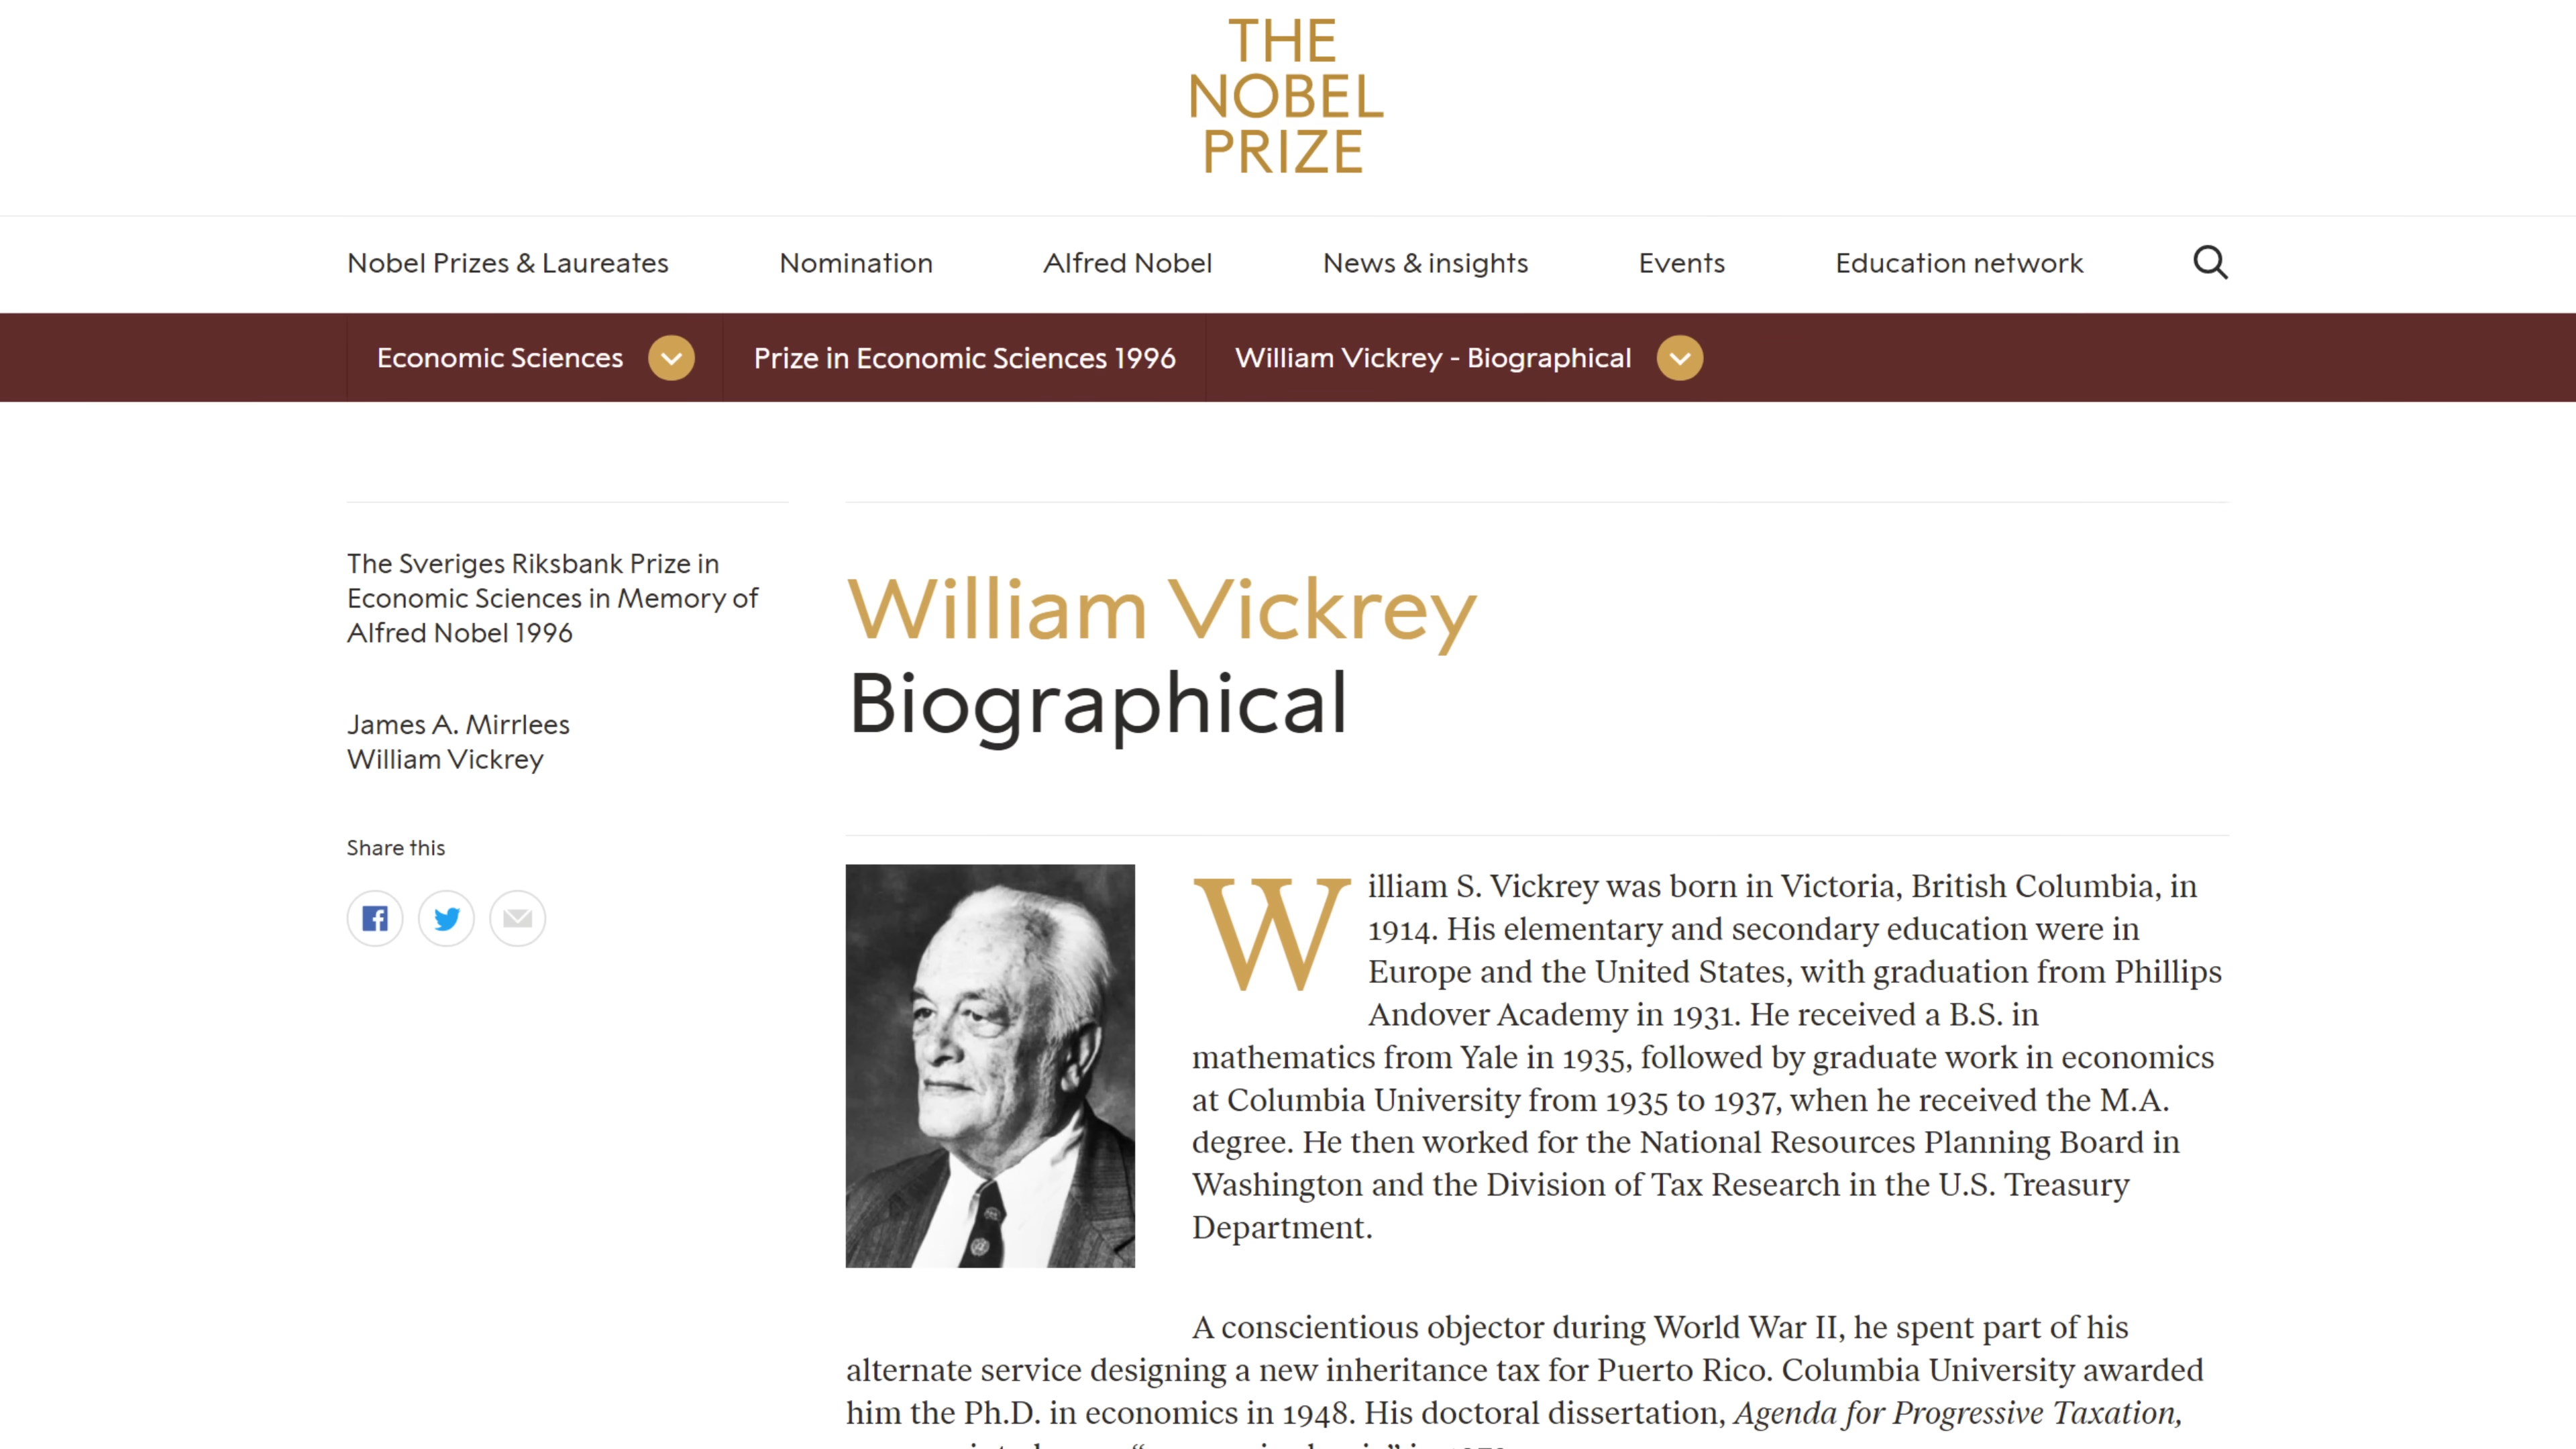 THE
NOBEL
PRIZE
Nobel Prizes & Laureates Nomination Alfred Nobel News & insights Events Education network
Economic Sciences Prize in Economic Sciences 1996 William Vickrey - Biographical
The Sveriges Riksbank Prize in
Economic Sciences in Memory of
Alfred Nobel 1996
James A. Mirrlees
William Vickrey
Share this
William Vickrey
Biographical
William S. Vickrey was born in Victoria, British Columbia, in
1914. His elementary and secondary education were in
Europe and the United States, with graduation from Phillips
Andover Academy in 1931. He received a B.S. in
mathematics from Yale in 1935, followed by graduate work in economics
at Columbia University from 1935 to 1937, when he received the M.A.
degree. He then worked for the National Resources Planning Board in
Washington and the Division of Tax Research in the U.S. Treasury
Department.
A conscientious objector during World War II, he spent part of his
alternate service designing a new inheritance tax for Puerto Rico. Columbia University awarded
him the Ph.D. in economics in 1948. His doctoral dissertation, Agenda for Progressive Taxation,